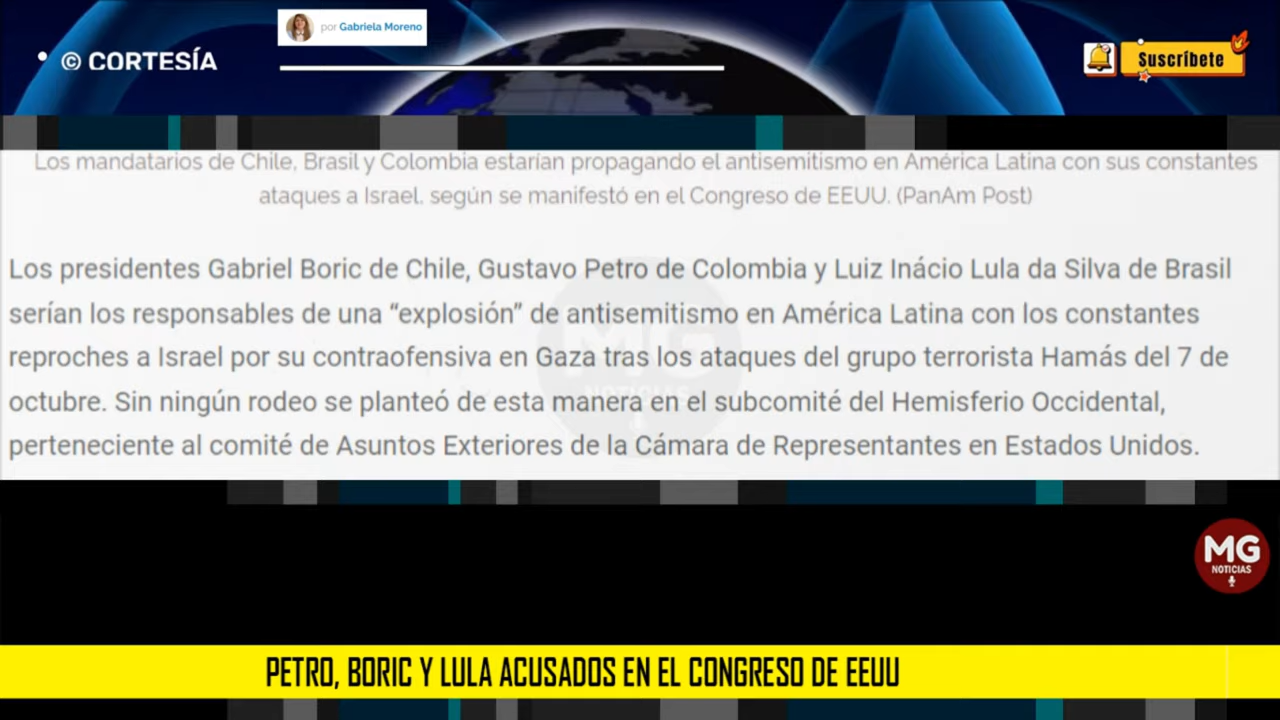 por Gabriela Moreno
© CORTESÍA
Suscríbete
Los mandatarios de Chile, Brasil y Colombia estarían propagando el antisemitismo en América Latina con sus constantes
ataques a Israel, según se manifestó en el Congreso de EEUU. (PanAm Post)
Los presidentes Gabriel Boric de Chile, Gustavo Petro de Colombia y Luiz Inácio Lula da Silva de Brasil
serían los responsables de una “explosión” de antisemitismo en América Latina con los constantes
reproches a Israel por su contraofensiva en Gaza tras los ataques del grupo terrorista Hamás del 7 de
octubre. Sin ningún rodeo se planteó de esta manera en el subcomité del Hemisferio Occidental,
perteneciente al comité de Asuntos Exteriores de la Cámara de Representantes en Estados Unidos.
MG
NOTICIAS
MG
NOTICIAS
PETRO, BORIC Y LULA ACUSADOS EN EL CONGRESO DE EEUU